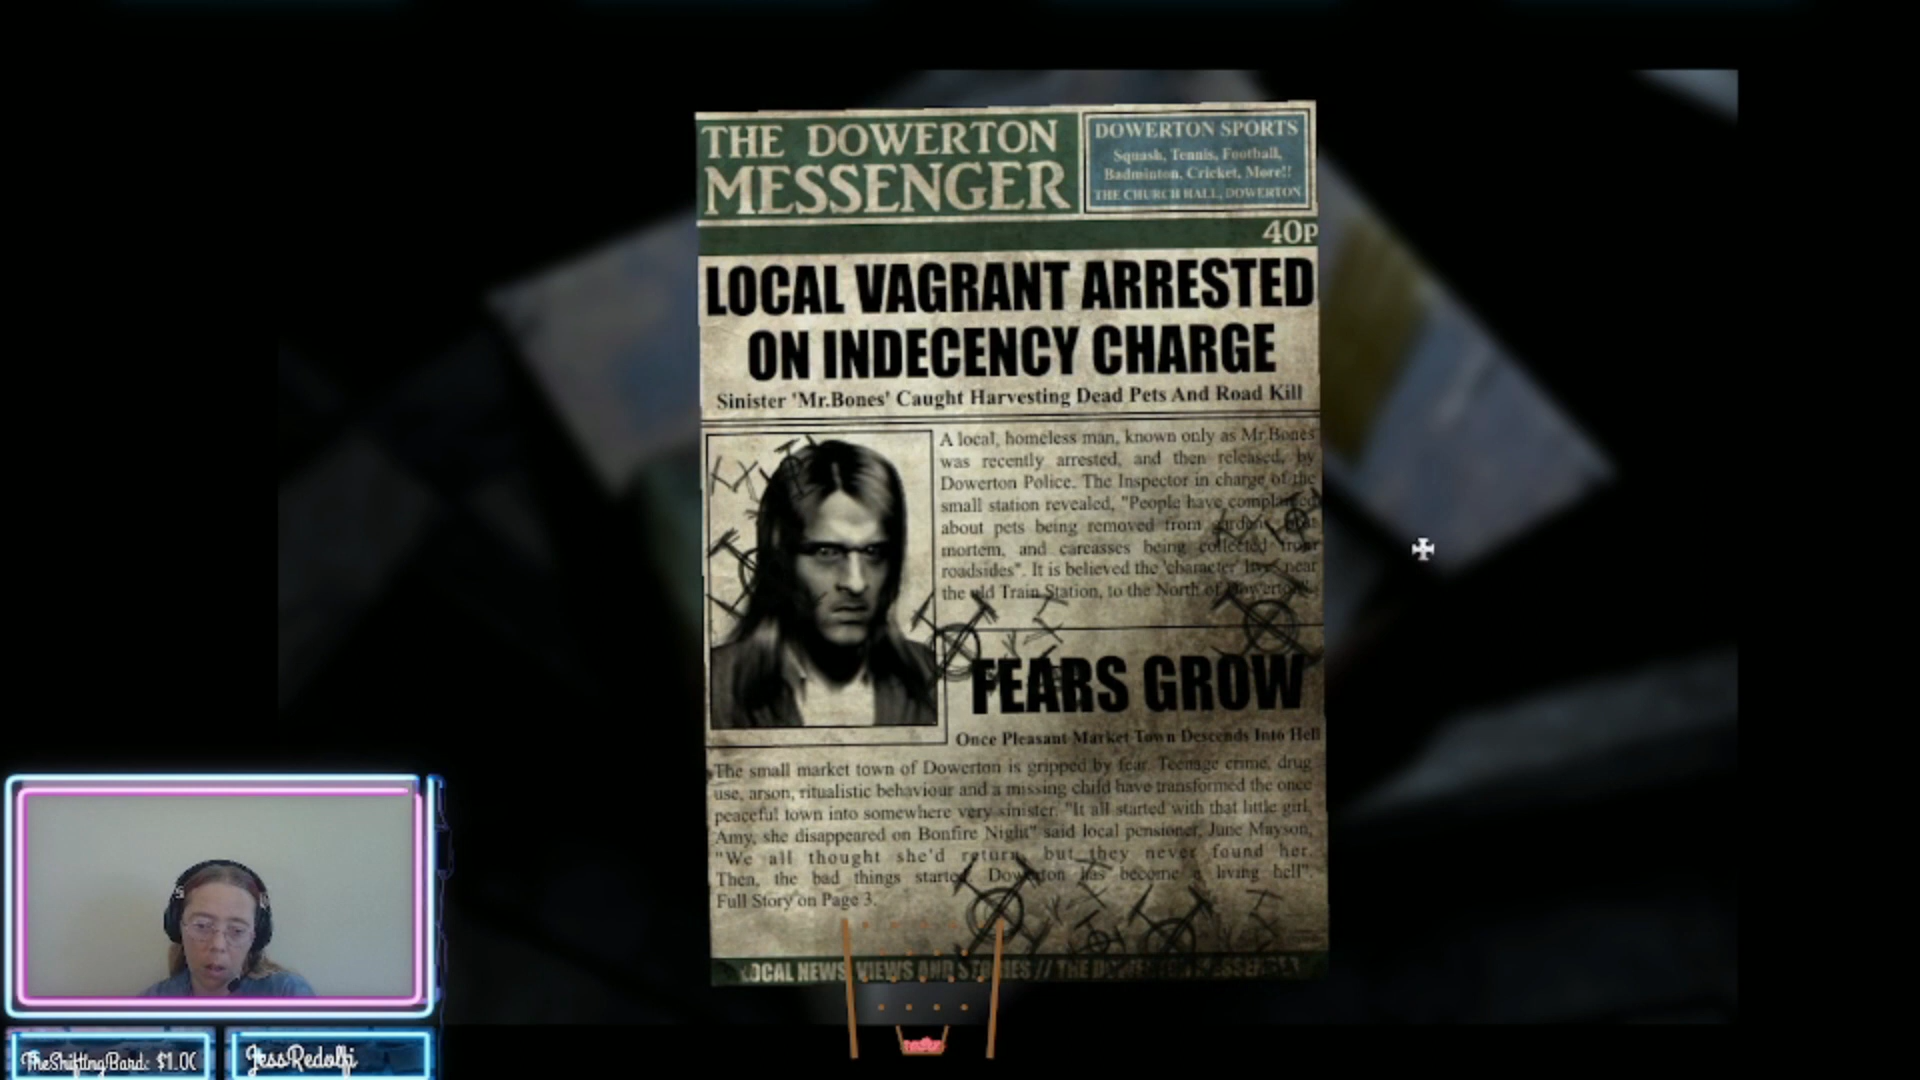 THE DOWERTON
MESSENGER
DOWERTON SPORTS
Squash, Tennis, Football,
Badminton, Cricket, More!!
THE CHURCH HALL, DOWERTON
40P
LOCAL VAGRANT ARRESTED
ON INDECENCY CHARGE
Sinister 'Mr.Bones' Caught Harvesting Dead Pets And Road Kill
A local, homeless man, known only as Mr.Bones
was recently arrested, and then released, by
Dowerton Police. The Inspector in charge of the
small station revealed, "People have complained
about pets being removed from gardens, post
mortem, and carcasses being collected from
roadsides". It is believed the 'character' lives near
the old Train Station, to the North of Dowerton.
FEARS GROW
Once Pleasant Market Town Descends Into Hell
The small market town of Dowerton is gripped by fear. Teenage crime, drug
use, arson, ritualistic behaviour and a missing child have transformed the once
peaceful town into somewhere very sinister. "It all started with that little girl,
Amy, she disappeared on Bonfire Night" said local pensioner, June Mayson,
"We all thought she'd return, but they never found her.
Then, the bad things started. Dowerton has become a living hell".
Full Story on Page 3.
LOCAL NEWS, VIEWS AND STORIES // THE DOWERTON MESSENGER
TheShiftingBard: $1.00
JessRedolfi